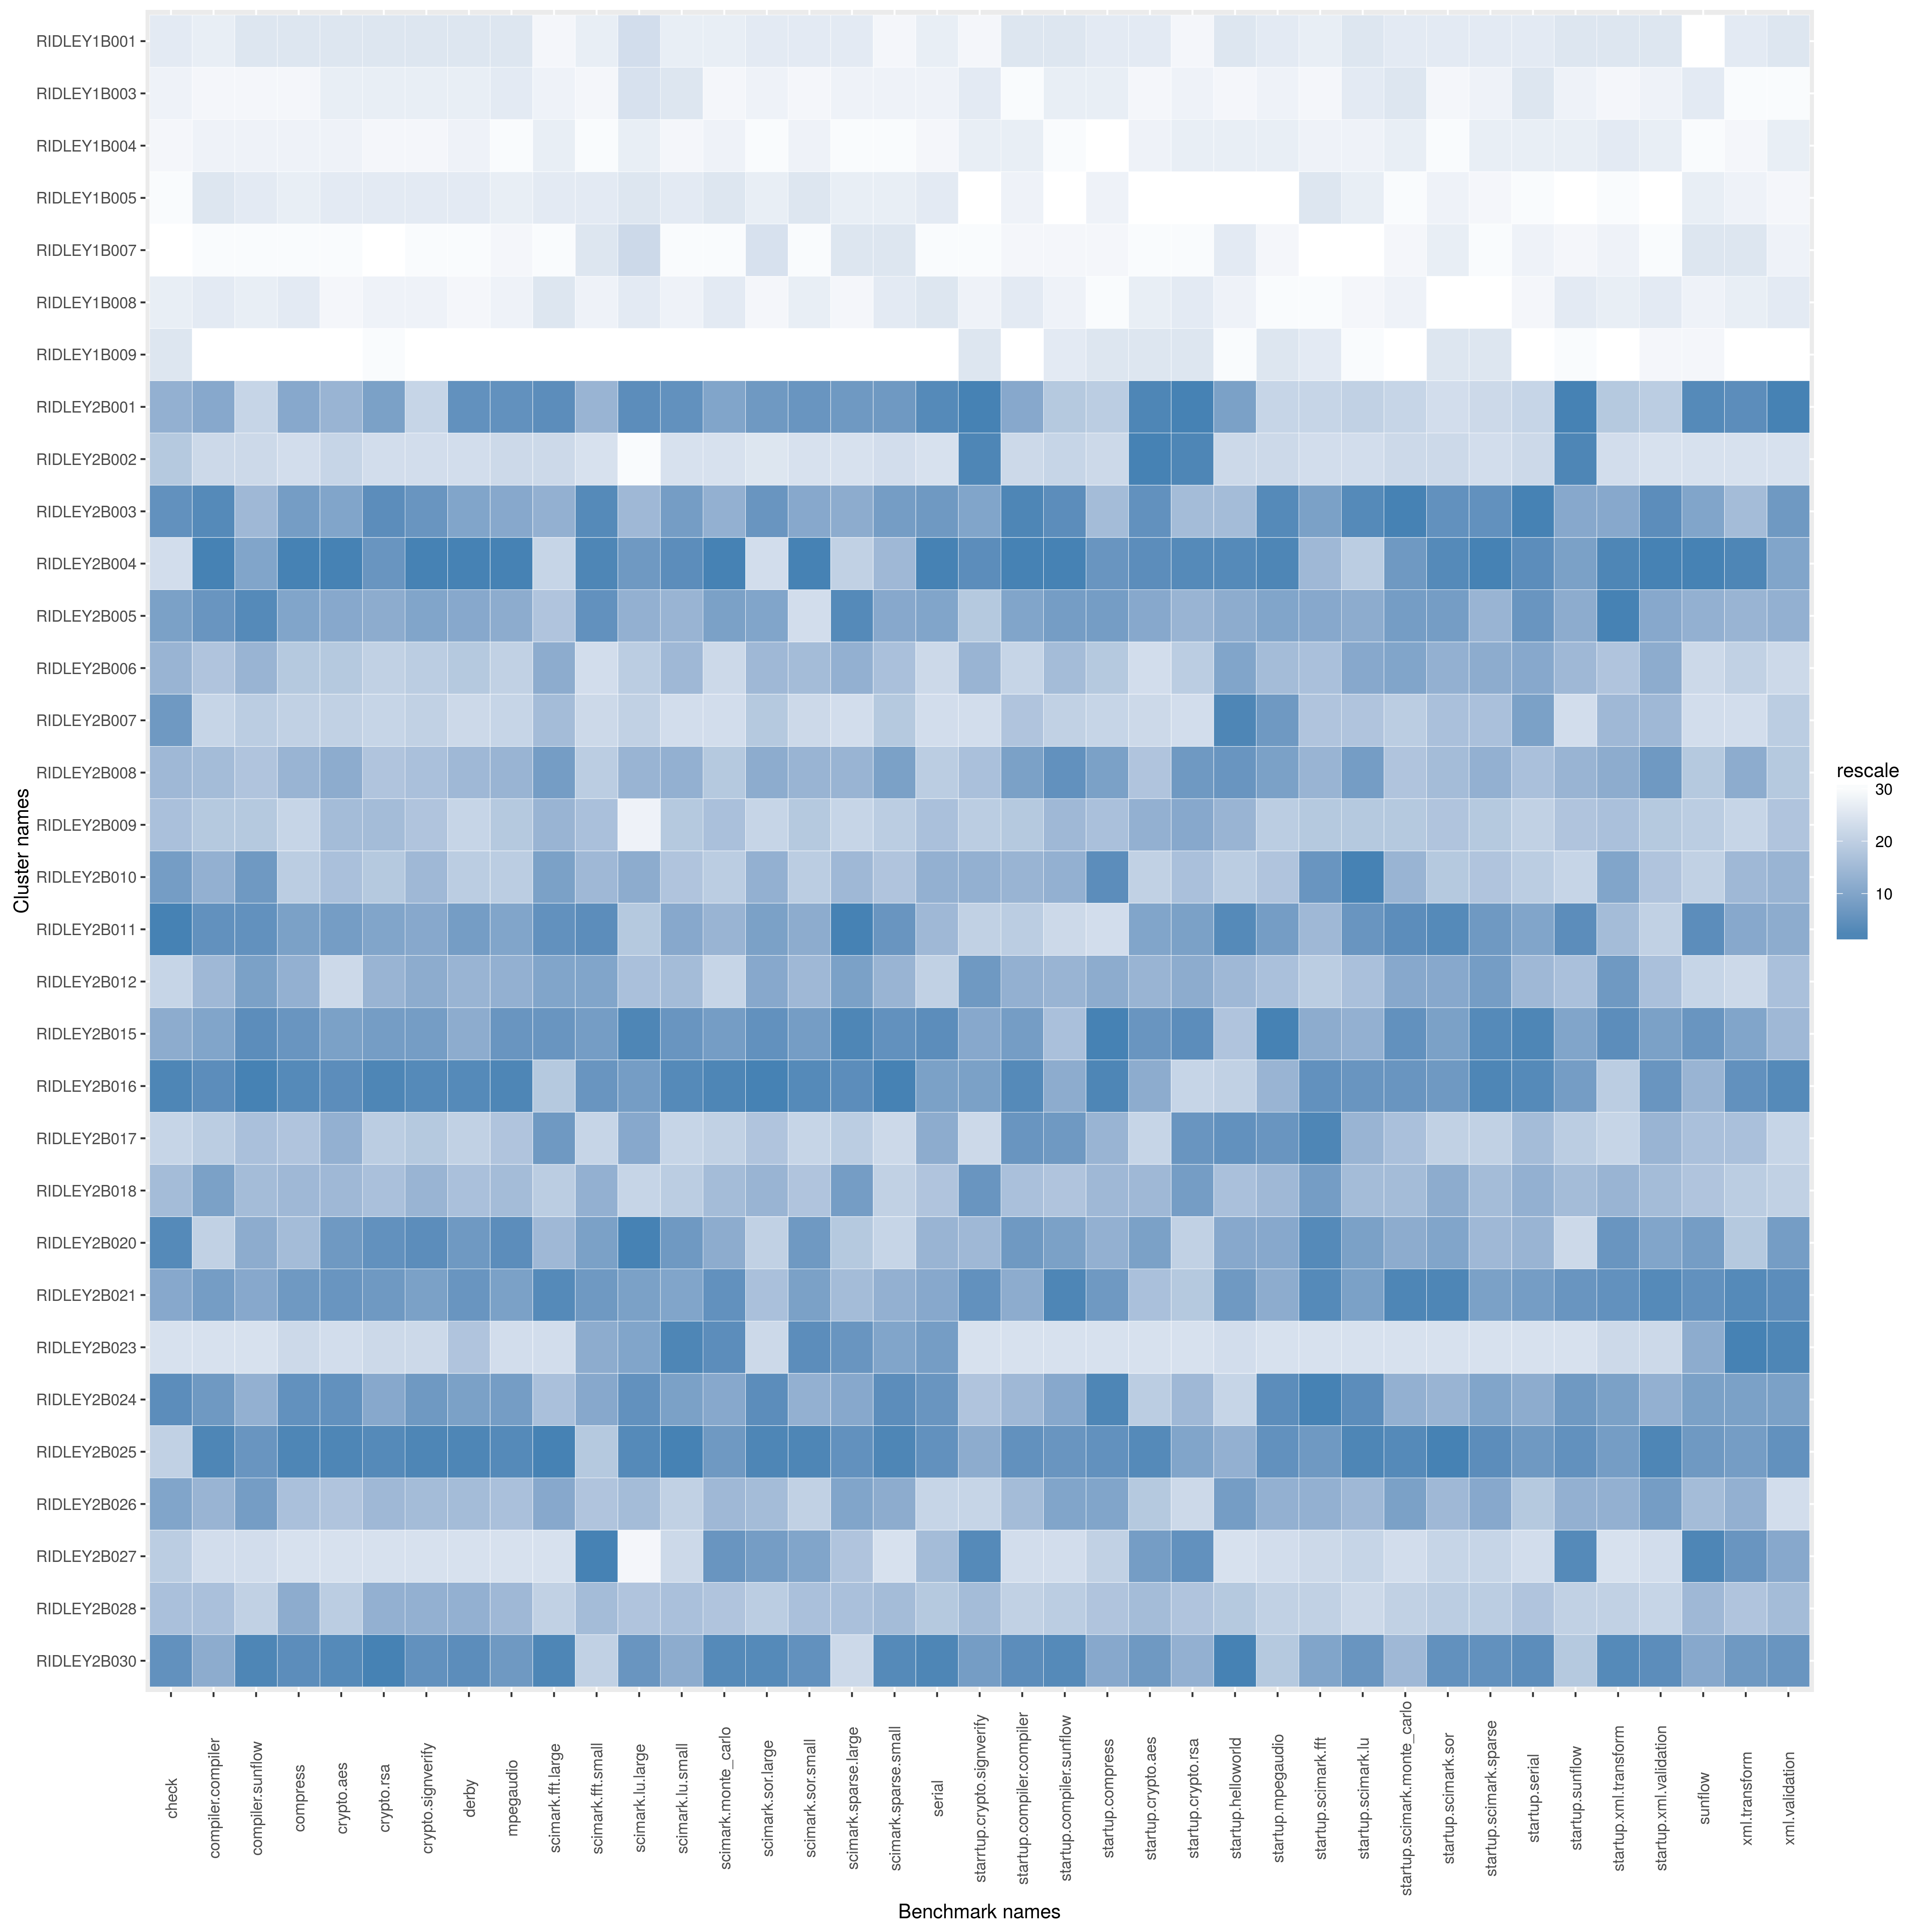 RIDLEY1B001
RIDLEY1B003
RIDLEY1B004
RIDLEY1B005
RIDLEY1B007
RIDLEY1B008
RIDLEY1B009
RIDLEY2B001
RIDLEY2B002
RIDLEY2B003
RIDLEY2B004
RIDLEY2B005
RIDLEY2B006
RIDLEY2B007
RIDLEY2B008
RIDLEY2B009
RIDLEY2B010
RIDLEY2B011
RIDLEY2B012
RIDLEY2B015
RIDLEY2B016
RIDLEY2B017
RIDLEY2B018
RIDLEY2B020
RIDLEY2B021
RIDLEY2B023
RIDLEY2B024
RIDLEY2B025
RIDLEY2B026
RIDLEY2B027
RIDLEY2B028
RIDLEY2B030
Cluster names
rescale
30
20
10
check
compiler.compiler
compiler.sunflow
compress
crypto.aes
crypto.rsa
crypto.signverify
derby
mpegaudio
scimark.fft.large
scimark.fft.small
scimark.lu.large
scimark.lu.small
scimark.monte_carlo
scimark.sor.large
scimark.sor.small
scimark.sparse.large
scimark.sparse.small
serial
starrtup.crypto.signverify
startup.compiler.compiler
startup.compiler.sunflow
startup.compress
startup.crypto.aes
startup.crypto.rsa
startup.helloworld
startup.mpegaudio
startup.scimark.fft
startup.scimark.lu
startup.scimark.monte_carlo
startup.scimark.sor
startup.scimark.sparse
startup.serial
startup.sunflow
startup.xml.transform
startup.xml.validation
sunflow
xml.transform
xml.validation
Benchmark names